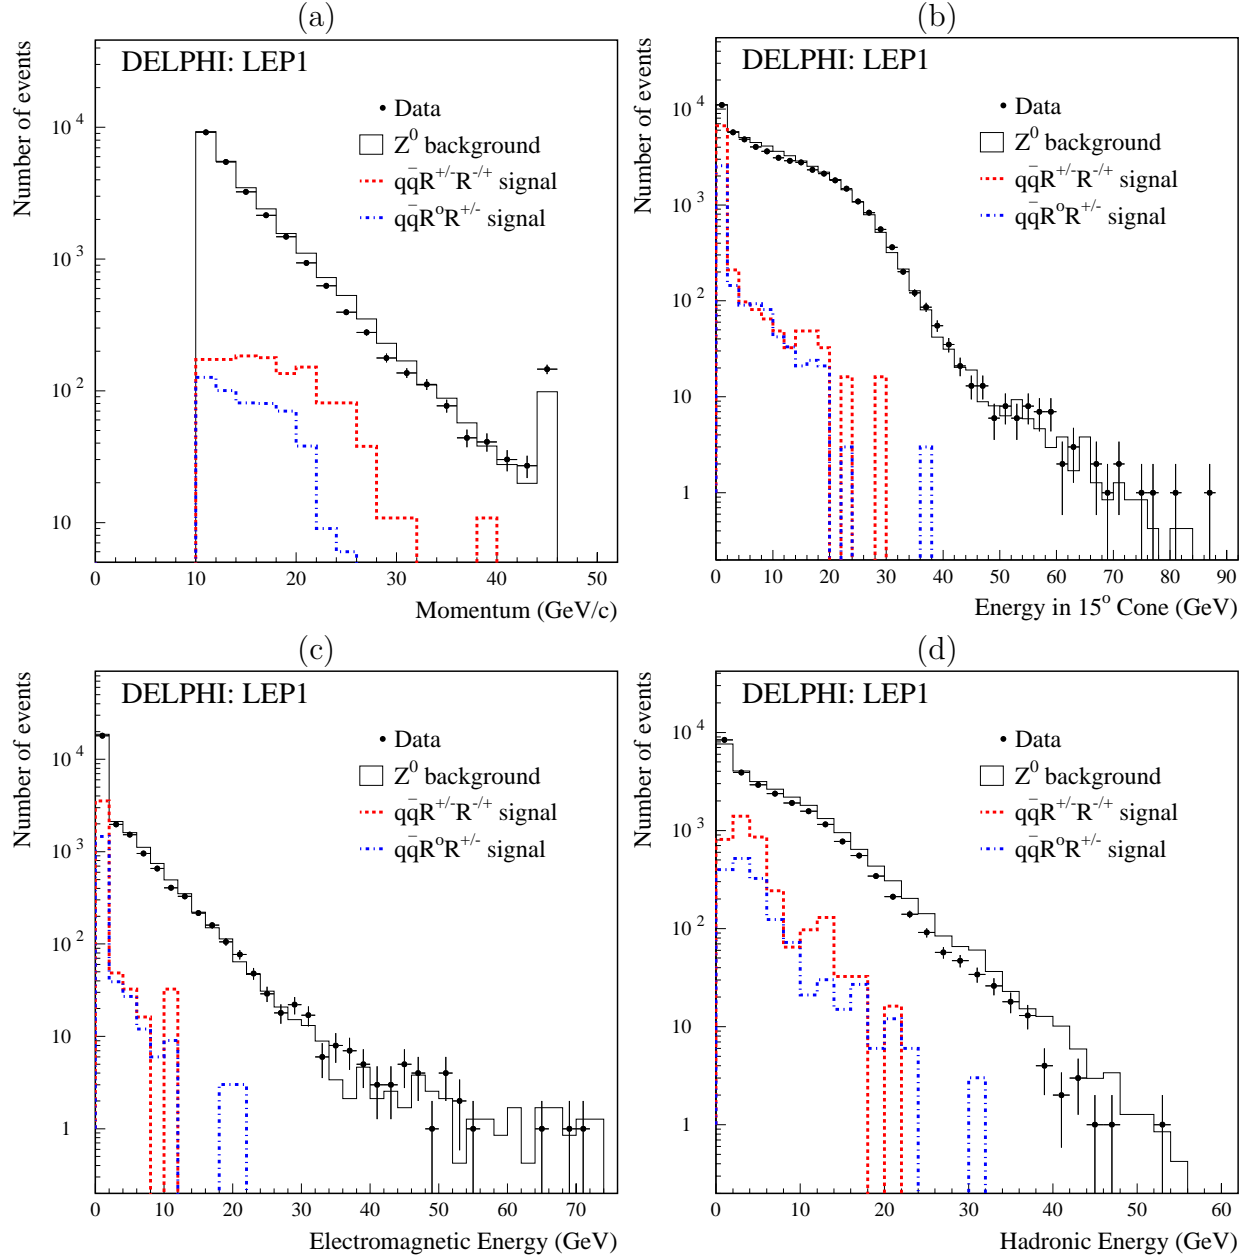 (a)
DELPHI: LEP1
Number of events
Data
Z⁰ background
qq̄R⁺/⁻R⁻/⁺ signal
qq̄R⁰R⁺/⁻ signal
10⁴
10³
10²
10
0 10 20 30 40 50
Momentum (GeV/c)
(b)
DELPHI: LEP1
Number of events
Data
Z⁰ background
qq̄R⁺/⁻R⁻/⁺ signal
qq̄R⁰R⁺/⁻ signal
10⁴
10³
10²
10
1
0 10 20 30 40 50 60 70 80 90
Energy in 15° Cone (GeV)
(c)
DELPHI: LEP1
Number of events
Data
Z⁰ background
qq̄R⁺/⁻R⁻/⁺ signal
qq̄R⁰R⁺/⁻ signal
10⁴
10³
10²
10
1
0 10 20 30 40 50 60 70
Electromagnetic Energy (GeV)
(d)
DELPHI: LEP1
Number of events
Data
Z⁰ background
qq̄R⁺/⁻R⁻/⁺ signal
qq̄R⁰R⁺/⁻ signal
10⁴
10³
10²
10
1
0 10 20 30 40 50 60
Hadronic Energy (GeV)